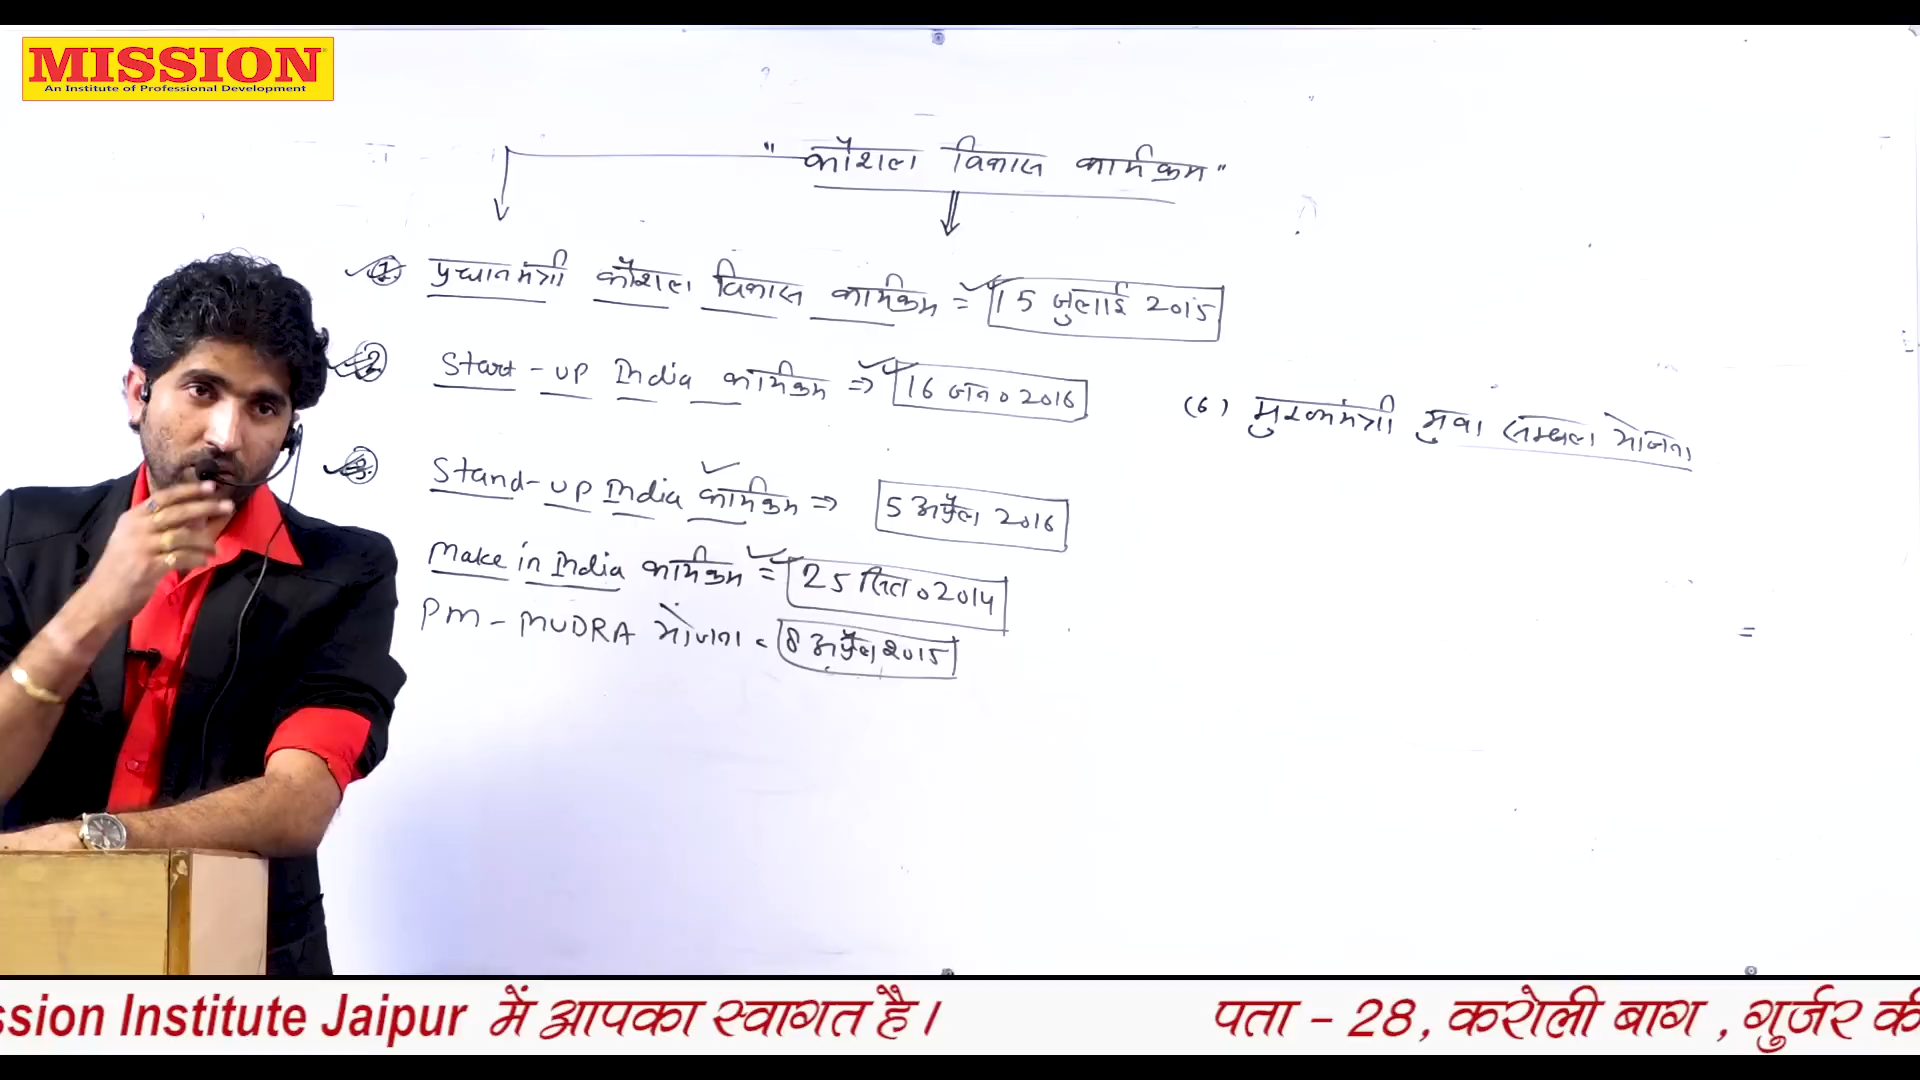 MISSION
An Institute of Professional Development
" कौशल विकास कार्यक्रम "
1. प्रधानमंत्री कौशल विकास कार्यक्रम = 15 जुलाई 2015
2 Start-up India कार्यक्रम ⇒ 16 जन० 2016
3. Stand-up India कार्यक्रम ⇒ 5 अप्रैल 2016
Make in India कार्यक्रम = 25 सित० 2014
PM-MUDRA योजना = 8 अप्रैल 2015
(6) मुख्यमंत्री युवा सम्बल योजना
=
ssion Institute Jaipur में आपका स्वागत है। पता - 28, करोली बाग , गुर्जर की